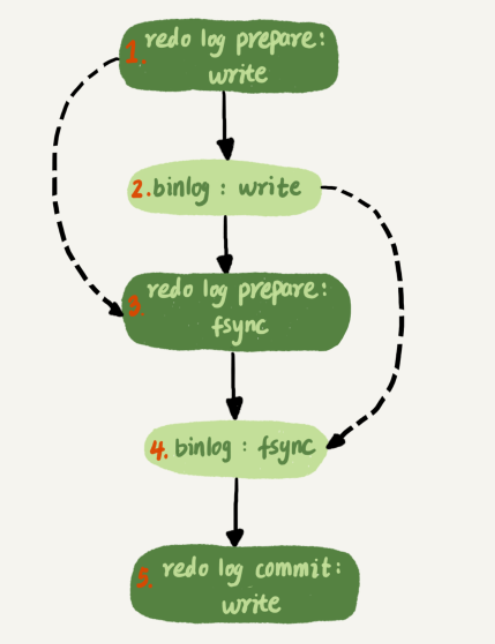 1. redo log prepare:
write
2. binlog : write
3. redo log prepare:
fsync
4. binlog : fsync
5. redo log commit:
write